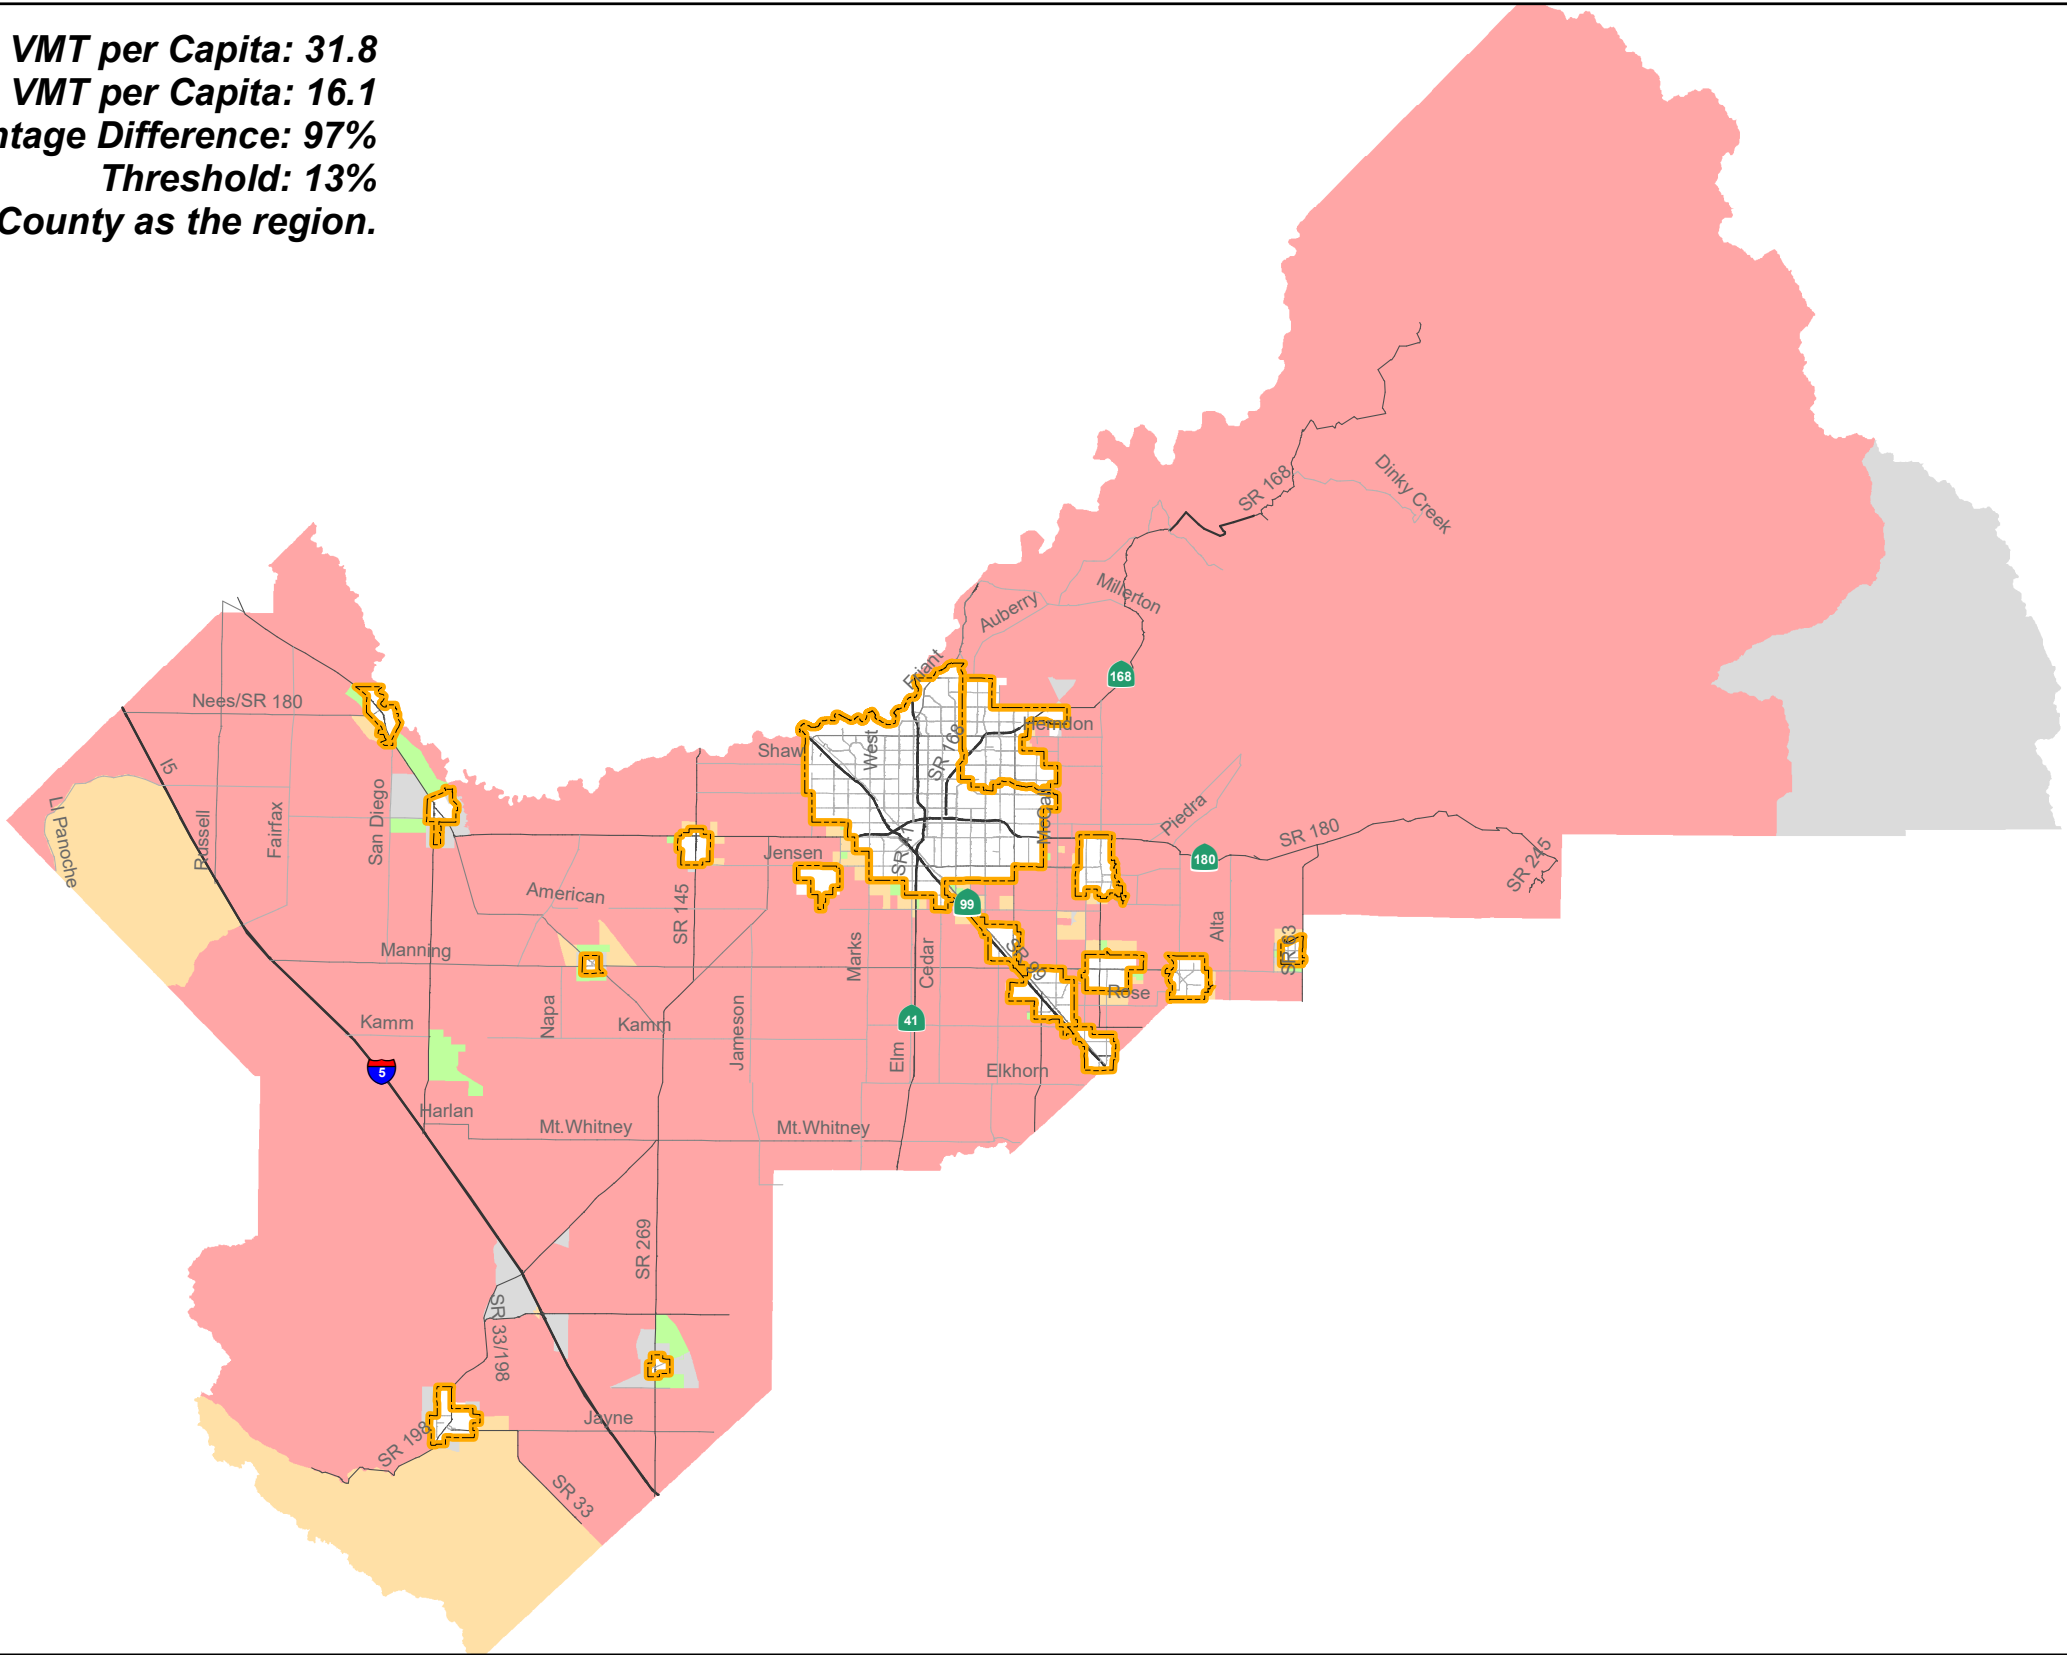 VMT per Capita: 31.8
VMT per Capita: 16.1
ntage Difference: 97%
Threshold: 13%
County as the region.
Dinky Creek
SR 168
Millerton
Auberry
Friant
168
Nees/SR 180
Herndon
Shaw
West
SR 168
I5
Ll Panoche
Russell
Fairfax
San Diego
Piedra
SR 180
180
SR 245
Jensen
American
SR 145
99
Manning
Marks
Cedar
Alta
Rose
Napa
Kamm
Kamm
Jameson
41
Elm
Elkhorn
5
Harlan
Mt.Whitney
Mt.Whitney
SR 269
SR 33/198
Jayne
SR 198
SR 33